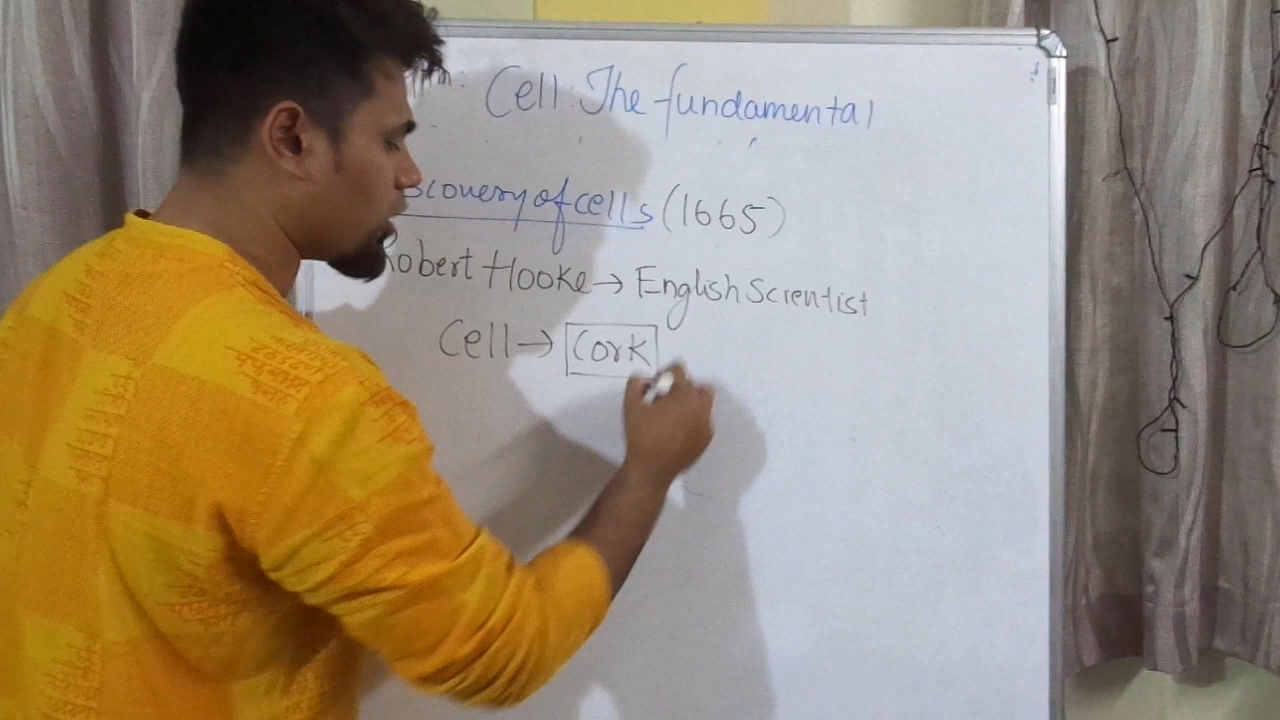 Cell: The fundamental
scovery of cells (1665)
obert Hooke → English Scientist
Cell → Cork